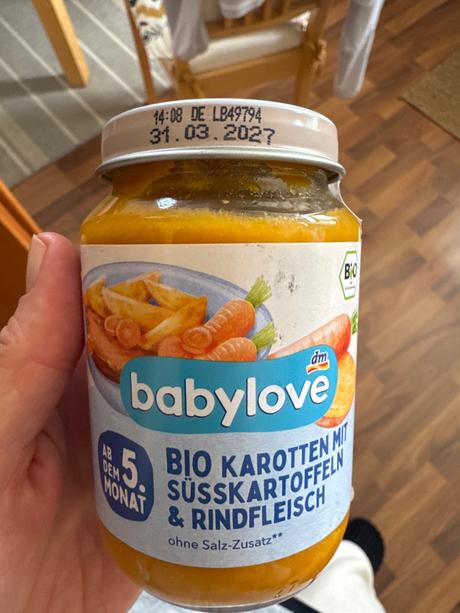 14:08 DE LB49794
31.03.2027
Bio
dm
babylove
AB
DEM 5.
MONAT
BIO KAROTTEN MIT
SÜSSKARTOFFELN
& RINDFLEISCH
ohne Salz-Zusatz**